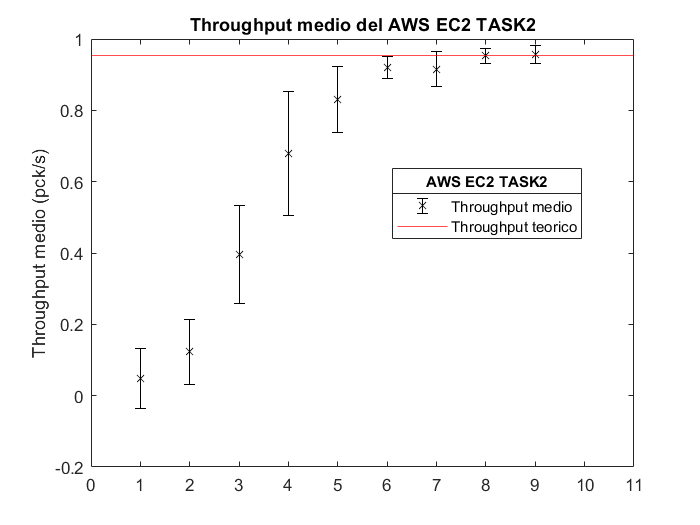 Throughput medio del AWS EC2 TASK2
1
0.8
0.6
0.4
0.2
0
-0.2
Throughput medio (pck/s)
AWS EC2 TASK2
Throughput medio
Throughput teorico
0 1 2 3 4 5 6 7 8 9 10 11